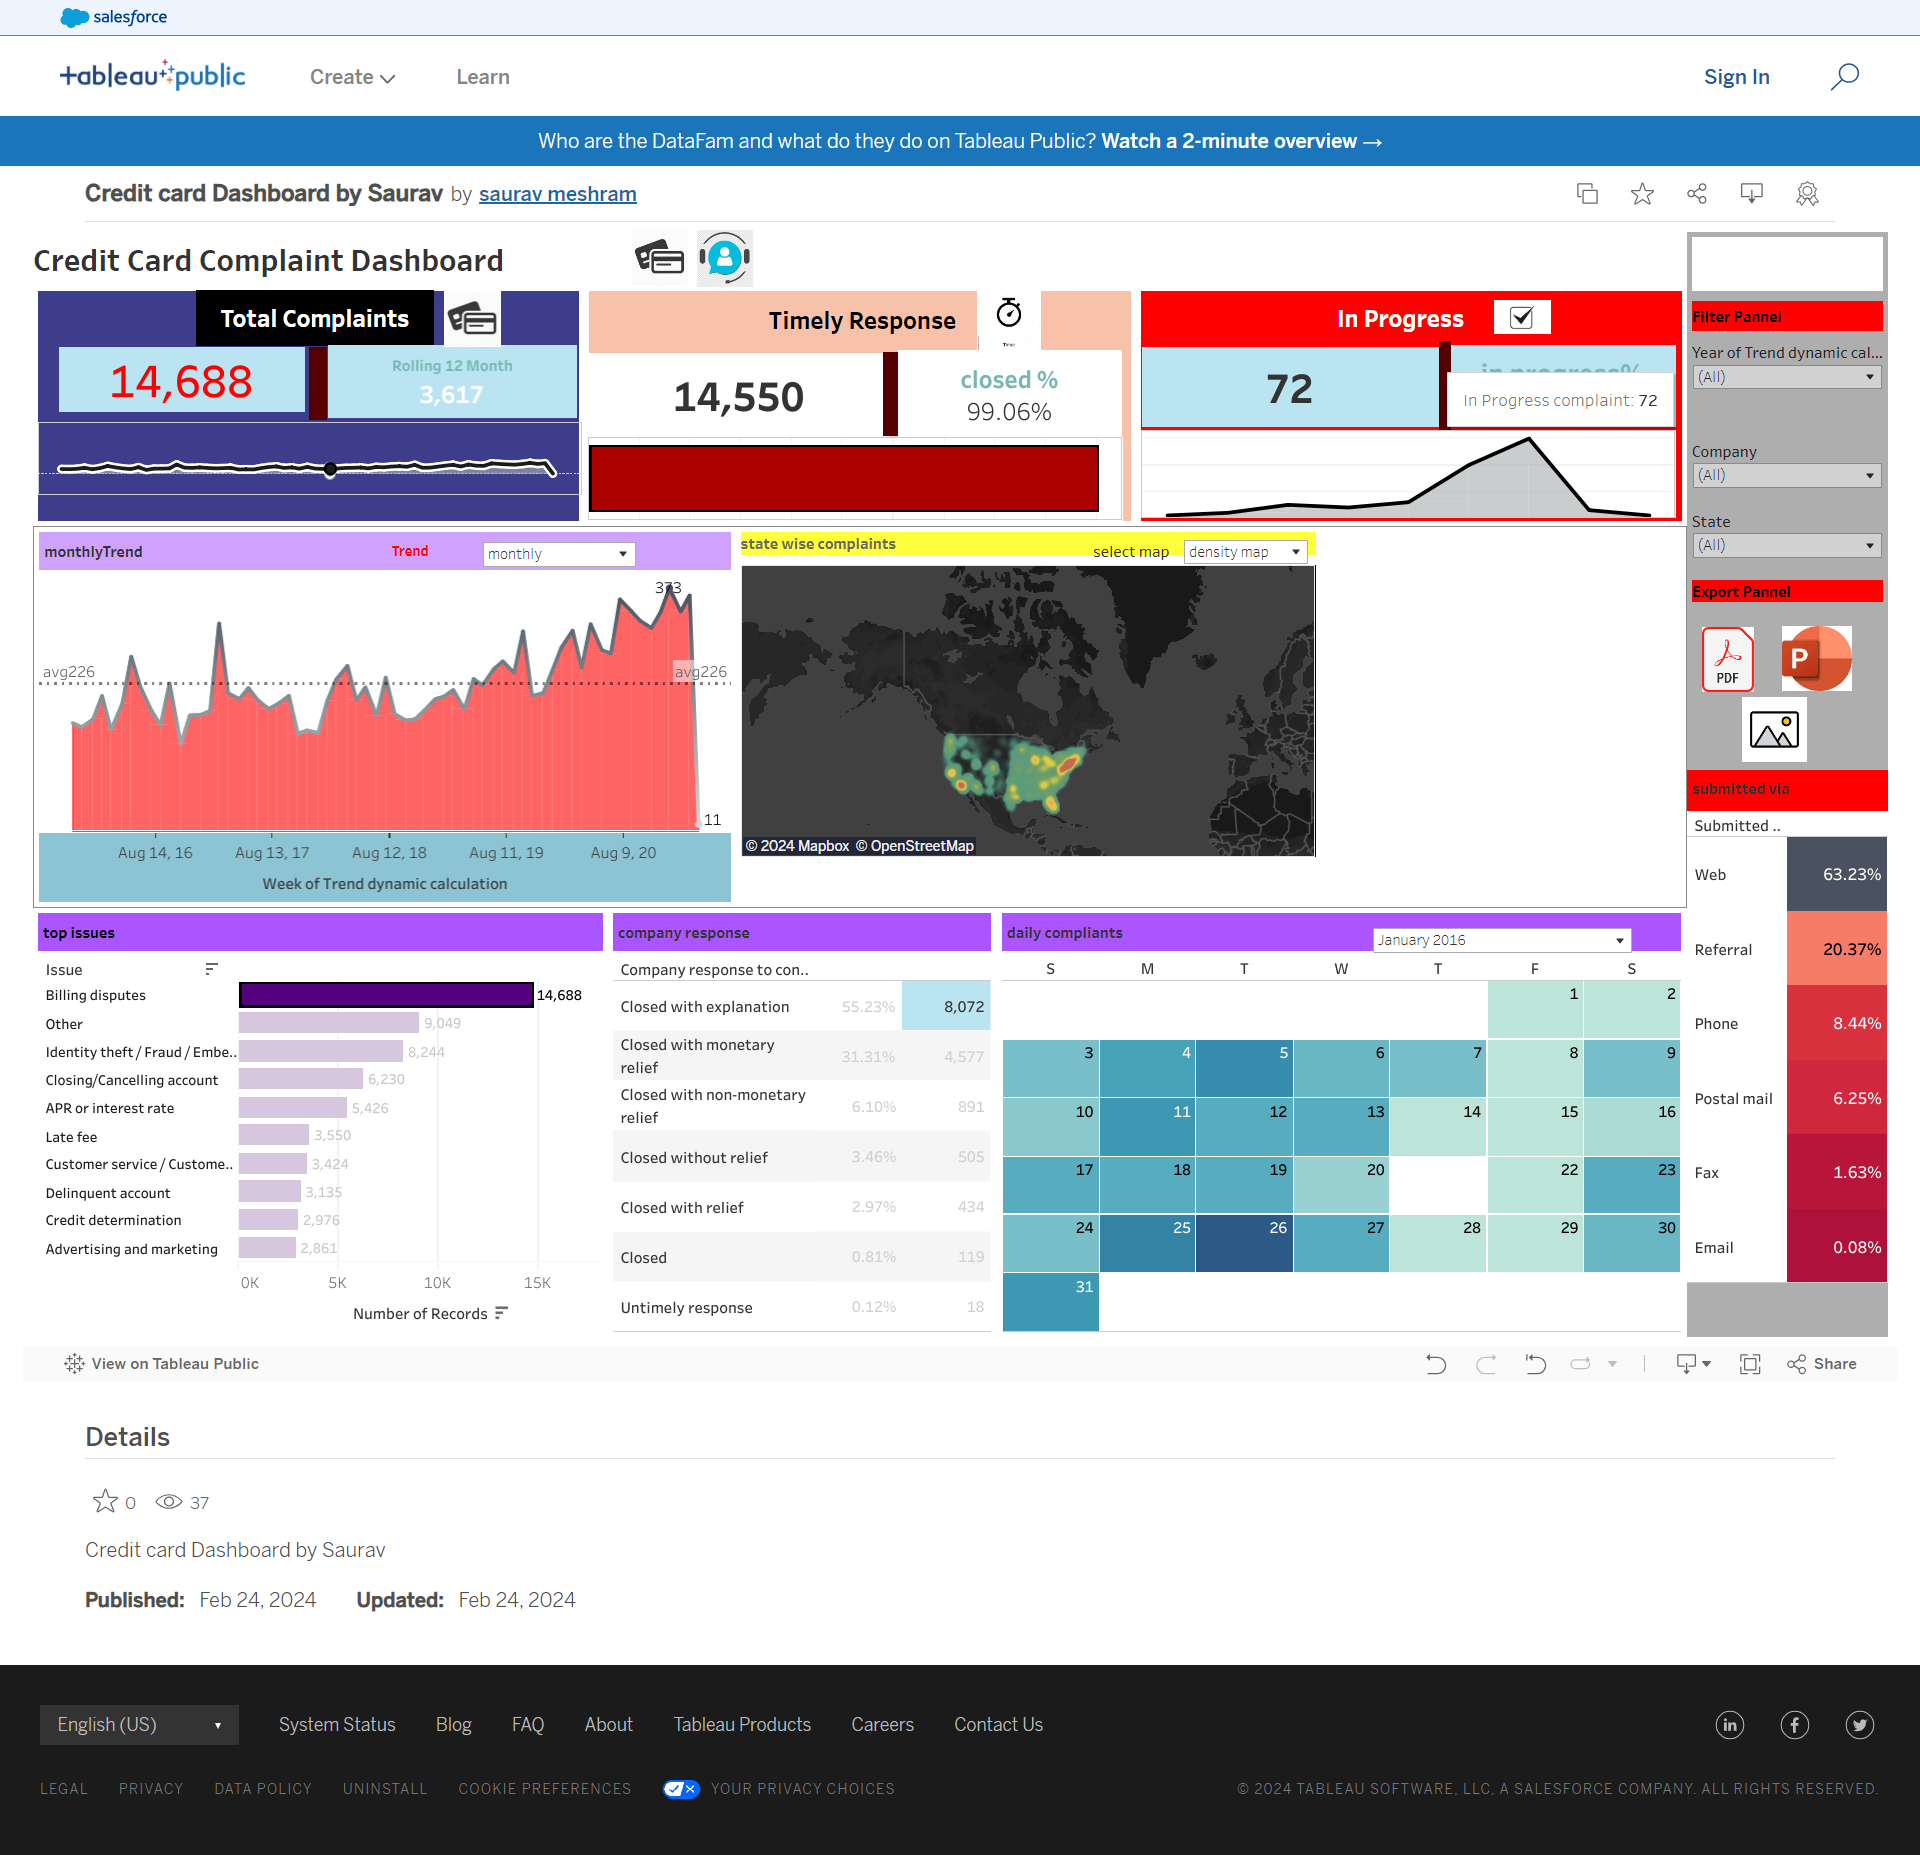 salesforce
tableau public
Create
Learn
Sign In
Who are the DataFam and what do they do on Tableau Public? Watch a 2-minute overview →
Credit card Dashboard by Saurav by saurav meshram
Credit Card Complaint Dashboard
Total Complaints
14,688
Rolling 12 Month
3,617
Timely Response
14,550
closed %
99.06%
In Progress
72
In Progress complaint: 72
Filter Pannel
Year of Trend dynamic cal...
(All)
Company
(All)
State
(All)
Export Pannel
PDF
P
monthlyTrend
Trend
monthly
373
avg226
avg226
11
Aug 14, 16
Aug 13, 17
Aug 12, 18
Aug 11, 19
Aug 9, 20
Week of Trend dynamic calculation
state wise complaints
select map
density map
© 2024 Mapbox © OpenStreetMap
submitted via
Submitted ..
Web 63.23%
Referral 20.37%
Phone 8.44%
Postal mail 6.25%
Fax 1.63%
Email 0.08%
top issues
Issue
Billing disputes 14,688
Other 9,049
Identity theft / Fraud / Embe.. 8,244
Closing/Cancelling account 6,230
APR or interest rate 5,426
Late fee 3,550
Customer service / Custome.. 3,424
Delinquent account 3,135
Credit determination 2,976
Advertising and marketing 2,861
0K 5K 10K 15K
Number of Records
company response
Company response to con..
Closed with explanation 55.23% 8,072
Closed with monetary
relief
31.31% 4,577
Closed with non-monetary
relief
6.10% 891
Closed without relief 3.46% 505
Closed with relief 2.97% 434
Closed 0.81% 119
Untimely response 0.12% 18
daily compliants
January 2016
S M T W T F S
1 2
3 4 5 6 7 8 9
10 11 12 13 14 15 16
17 18 19 20 22 23
24 25 26 27 28 29 30
31
View on Tableau Public
Share
Details
0 37
Credit card Dashboard by Saurav
Published: Feb 24, 2024 Updated: Feb 24, 2024
English (US)
System Status
Blog
FAQ
About
Tableau Products
Careers
Contact Us
LEGAL
PRIVACY
DATA POLICY
UNINSTALL
COOKIE PREFERENCES
YOUR PRIVACY CHOICES
© 2024 TABLEAU SOFTWARE, LLC, A SALESFORCE COMPANY. ALL RIGHTS RESERVED.